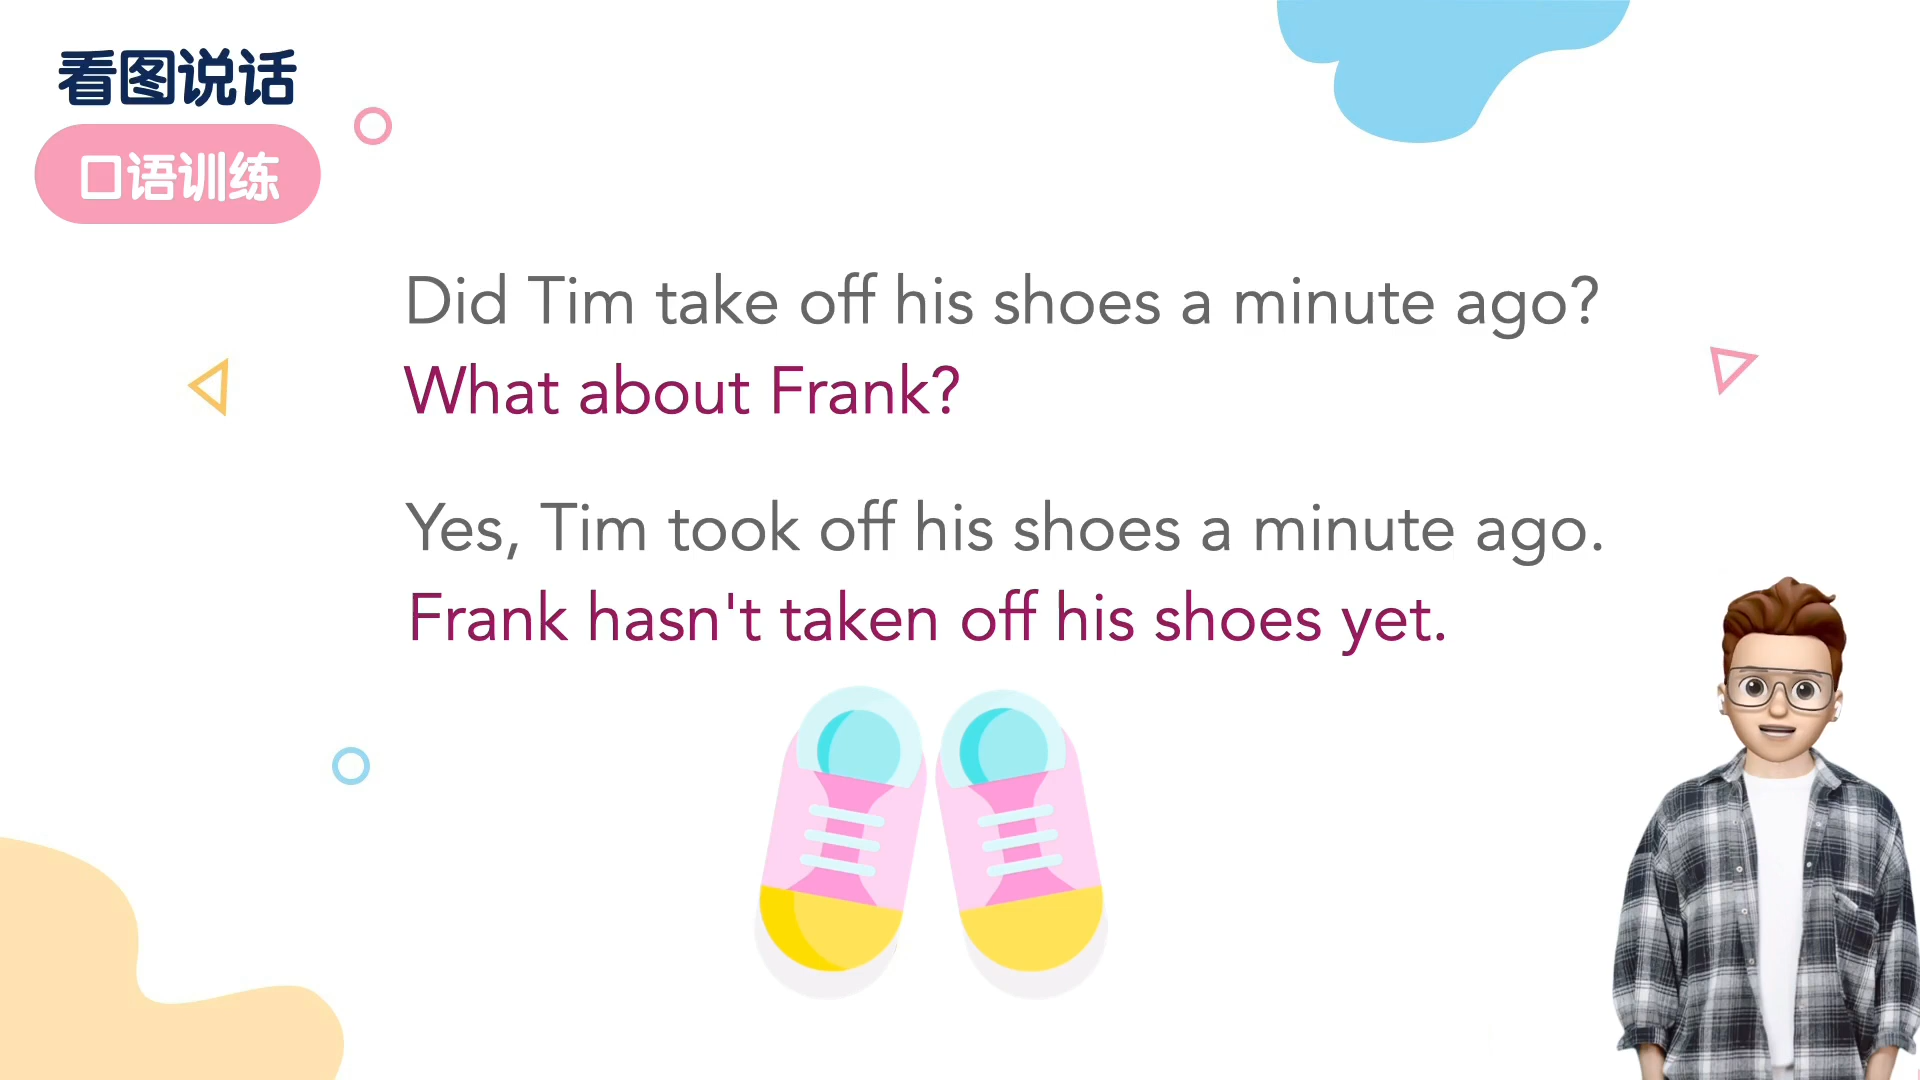 看图说话
口语训练
Did Tim take off his shoes a minute ago?
What about Frank?
Yes, Tim took off his shoes a minute ago.
Frank hasn't taken off his shoes yet.